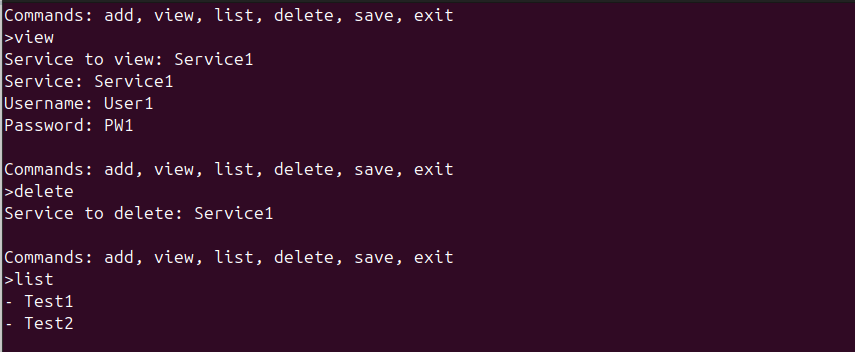 Commands: add, view, list, delete, save, exit
>view
Service to view: Service1
Service: Service1
Username: User1
Password: PW1
Commands: add, view, list, delete, save, exit
>delete
Service to delete: Service1
Commands: add, view, list, delete, save, exit
>list
- Test1
- Test2